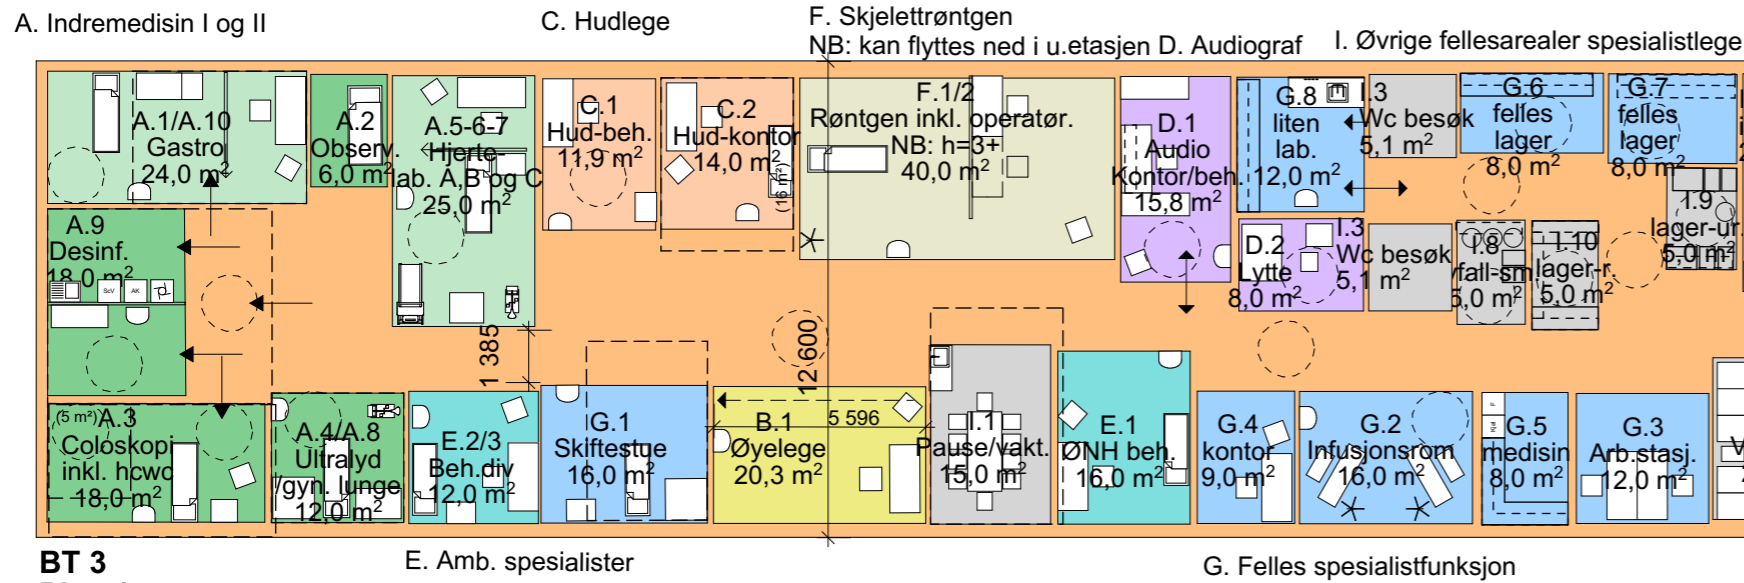 A. Indremedisin I og II
C. Hudlege
F. Skjelettrøntgen
NB: kan flyttes ned i u.etasjen
D. Audiograf
I. Øvrige fellesarealer spesialistlege
A.1/A.10
Gastro
24,0 m²
A.2
Observ.
6,0 m²
A.5-6-7
Hjerte-
lab. A,B og C
25,0 m²
C.1
Hud-beh.
11,9 m²
C.2
Hud-kontor
14,0 m²
(16 m²)
F.1/2
Røntgen inkl. operatør.
NB: h=3+
40,0 m²
D.1
Audio
Kontor/beh.
15,8 m²
G.8
liten
lab.
12,0 m²
I.3
Wc besøk
5,1 m²
G.6
felles
lager
8,0 m²
G.7
felles
lager
8,0 m²
A.9
Desinf.
18,0 m²
ScV
AK
D.2
Lytte
8,0 m²
I.3
Wc besøk
5,1 m²
I.8
5,0 m²
I.10
lager-r.
5,0 m²
I.9
lager-ur.
5,0 m²
1 385
12 600
(5 m²)
A.3
Coloskopi
inkl. hcwc
18,0 m²
A.4/A.8
Ultralyd
/gyn. lunge
12,0 m²
E.2/3
Beh.div
12,0 m²
G.1
Skiftestue
16,0 m²
B.1
Øyelege
20,3 m²
5 596
I.1
Pause/vakt.
15,0 m²
E.1
ØNH beh.
16,0 m²
G.4
kontor
9,0 m²
G.2
Infusjonsrom
16,0 m²
G.5
medisin
8,0 m²
G.3
Arb.stasj.
12,0 m²
BT 3
E. Amb. spesialister
G. Felles spesialistfunksjon